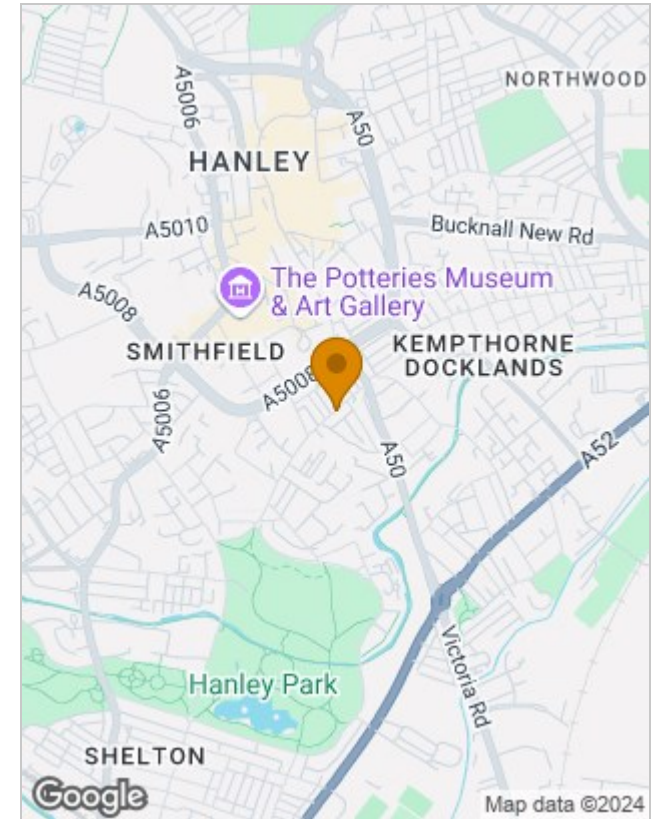 A5006
A50
NORTHWOOD
HANLEY
A5010
Bucknall New Rd
The Potteries Museum
& Art Gallery
A5008
SMITHFIELD
KEMPTHORNE
DOCKLANDS
A5008
A5006
A50
A52
Victoria Rd
Hanley Park
SHELTON
Google
Map data ©2024